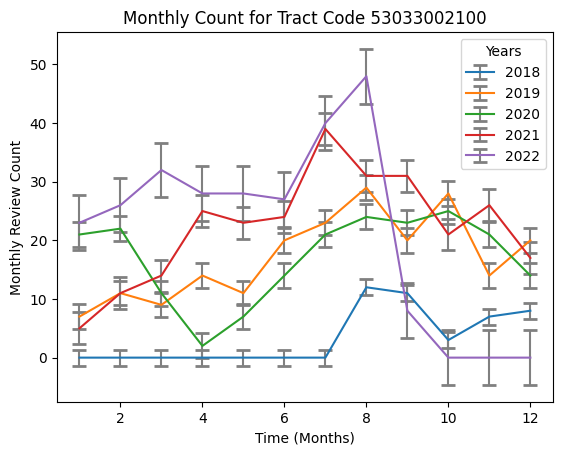 Monthly Count for Tract Code 53033002100
Monthly Review Count
50
40
30
20
10
0
Years
2018
2019
2020
2021
2022
2 4 6 8 10 12
Time (Months)